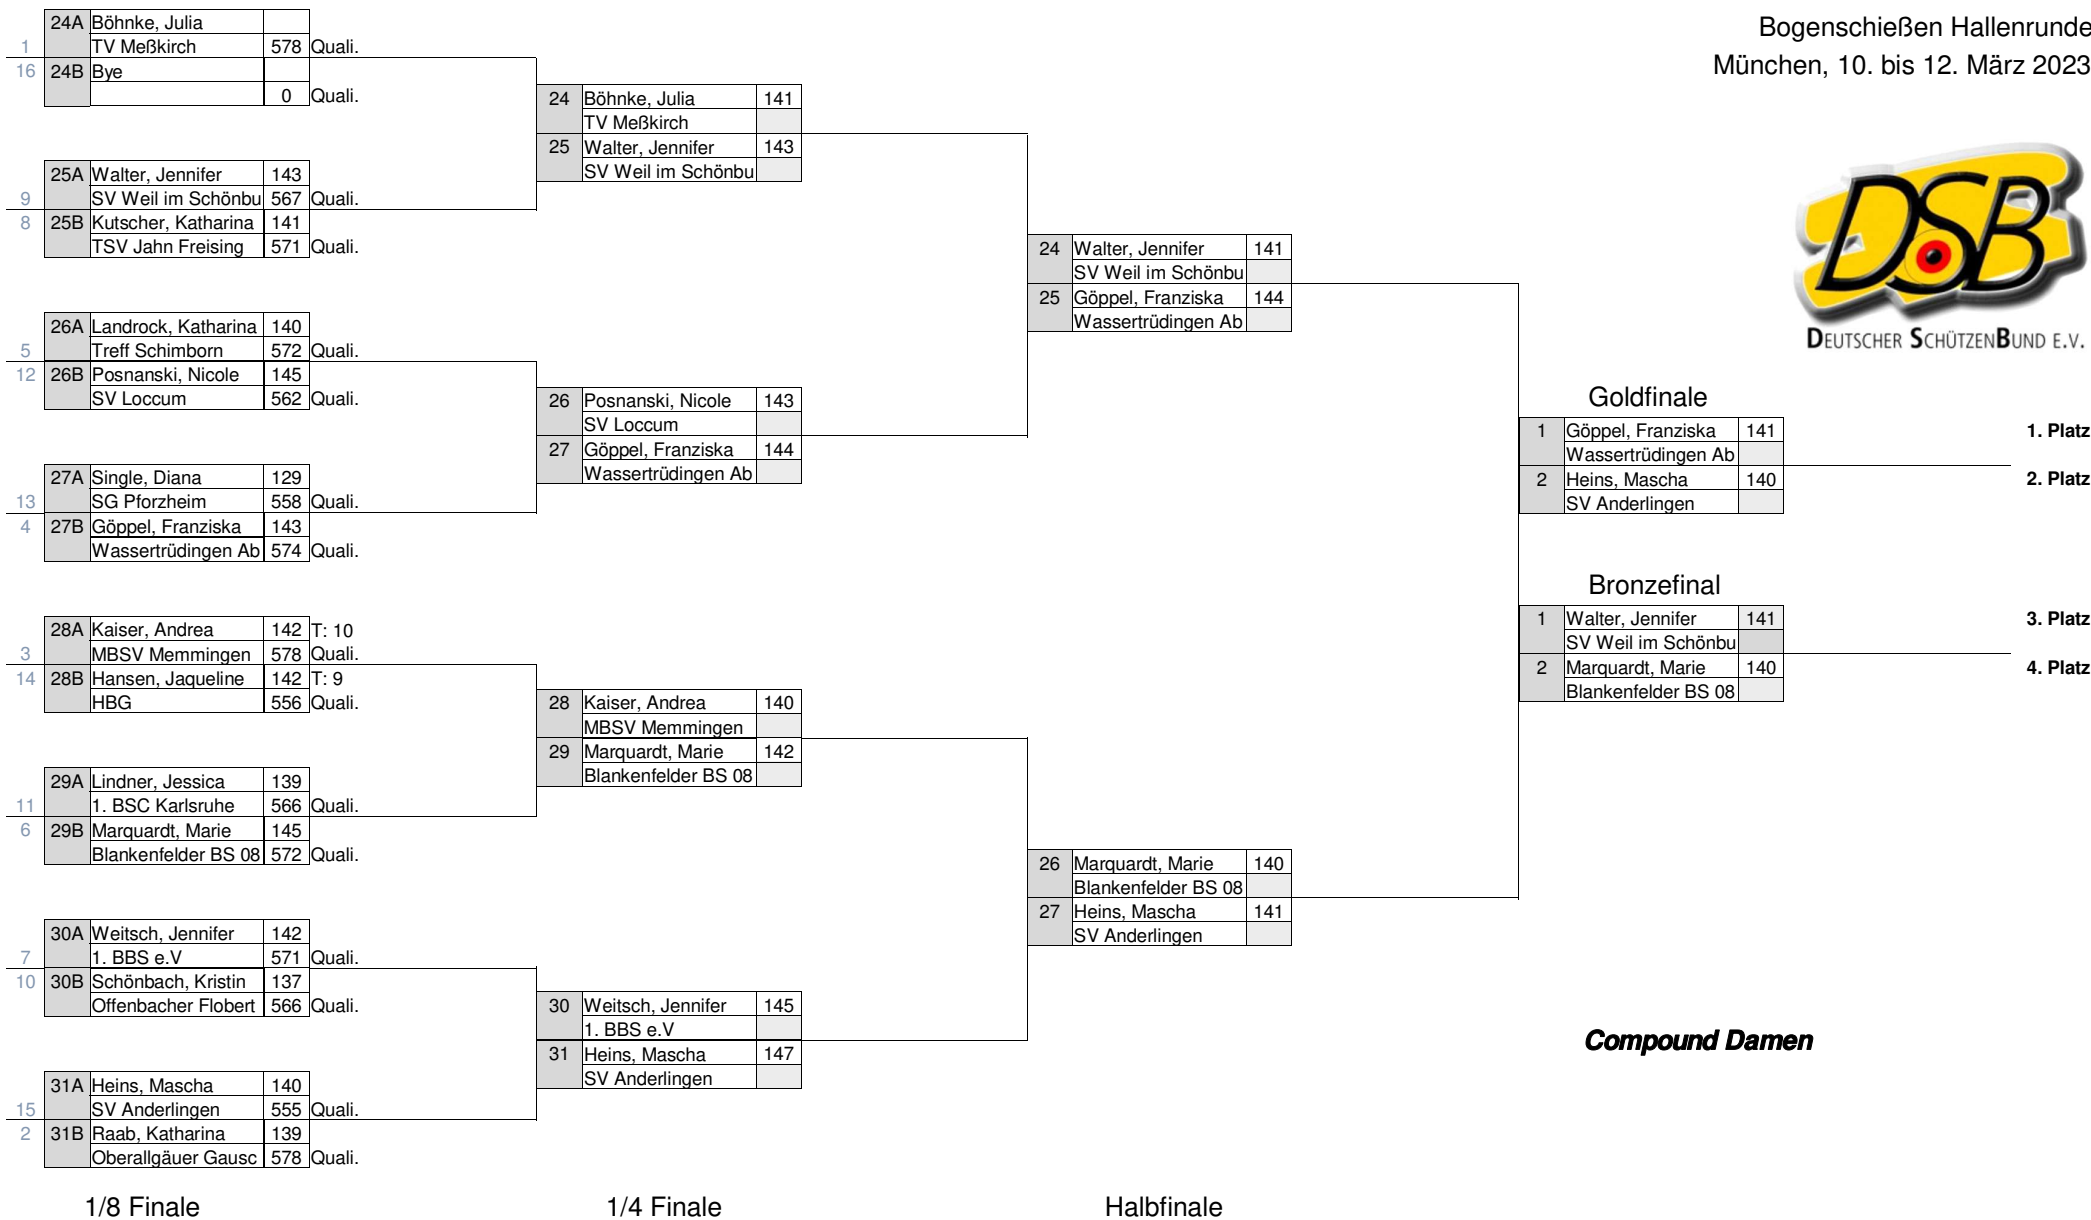 Bogenschießen Hallenrunde
München, 10. bis 12. März 2023
DSB
DEUTSCHER SCHÜTZENBUND E.V.
24A Böhnke, Julia
1 TV Meßkirch 578 Quali.
16 24B Bye
0 Quali.
25A Walter, Jennifer 143
9 SV Weil im Schönbu 567 Quali.
8 25B Kutscher, Katharina 141
TSV Jahn Freising 571 Quali.
26A Landrock, Katharina 140
5 Treff Schimborn 572 Quali.
12 26B Posnanski, Nicole 145
SV Loccum 562 Quali.
27A Single, Diana 129
13 SG Pforzheim 558 Quali.
4 27B Göppel, Franziska 143
Wassertrüdingen Ab 574 Quali.
28A Kaiser, Andrea 142 T: 10
3 MBSV Memmingen 578 Quali.
14 28B Hansen, Jaqueline 142 T: 9
HBG 556 Quali.
29A Lindner, Jessica 139
11 1. BSC Karlsruhe 566 Quali.
6 29B Marquardt, Marie 145
Blankenfelder BS 08 572 Quali.
30A Weitsch, Jennifer 142
7 1. BBS e.V 571 Quali.
10 30B Schönbach, Kristin 137
Offenbacher Flobert 566 Quali.
31A Heins, Mascha 140
15 SV Anderlingen 555 Quali.
2 31B Raab, Katharina 139
Oberallgäuer Gausc 578 Quali.
1/8 Finale
24 Böhnke, Julia 141
TV Meßkirch
25 Walter, Jennifer 143
SV Weil im Schönbu
26 Posnanski, Nicole 143
SV Loccum
27 Göppel, Franziska 144
Wassertrüdingen Ab
28 Kaiser, Andrea 140
MBSV Memmingen
29 Marquardt, Marie 142
Blankenfelder BS 08
30 Weitsch, Jennifer 145
1. BBS e.V
31 Heins, Mascha 147
SV Anderlingen
1/4 Finale
24 Walter, Jennifer 141
SV Weil im Schönbu
25 Göppel, Franziska 144
Wassertrüdingen Ab
26 Marquardt, Marie 140
Blankenfelder BS 08
27 Heins, Mascha 141
SV Anderlingen
Halbfinale
Goldfinale
1 Göppel, Franziska 141 1. Platz
Wassertrüdingen Ab
2 Heins, Mascha 140 2. Platz
SV Anderlingen
Bronzefinal
1 Walter, Jennifer 141 3. Platz
SV Weil im Schönbu
2 Marquardt, Marie 140 4. Platz
Blankenfelder BS 08
Compound Damen